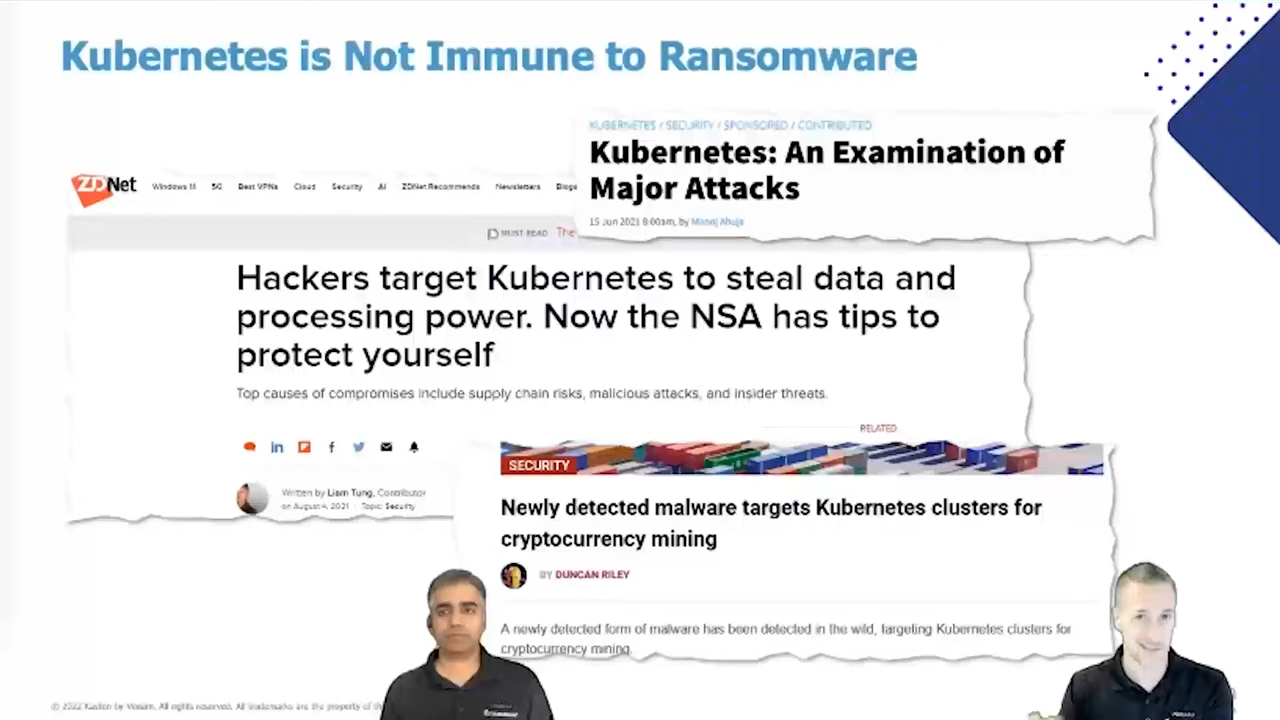 Kubernetes is Not Immune to Ransomware
KUBERNETES / SECURITY / SPONSORED / CONTRIBUTED
Kubernetes: An Examination of
Major Attacks
15 Jun 2021 8:00am, by Manoj Ahuje
ZDNet Windows 11 5G Best VPNs Cloud Security AI ZDNet Recommends Newsletters Blogs
MUST READ The
Hackers target Kubernetes to steal data and
processing power. Now the NSA has tips to
protect yourself
Top causes of compromises include supply chain risks, malicious attacks, and insider threats.
RELATED
in f
Written by Liam Tung, Contributor
on August 4, 2021 | Topic: Security
SECURITY
Newly detected malware targets Kubernetes clusters for
cryptocurrency mining
BY DUNCAN RILEY
A newly detected form of malware has been detected in the wild, targeting Kubernetes clusters for
cryptocurrency mining.
© 2022 Kasten by Veeam. All rights reserved. All trademarks are the property of